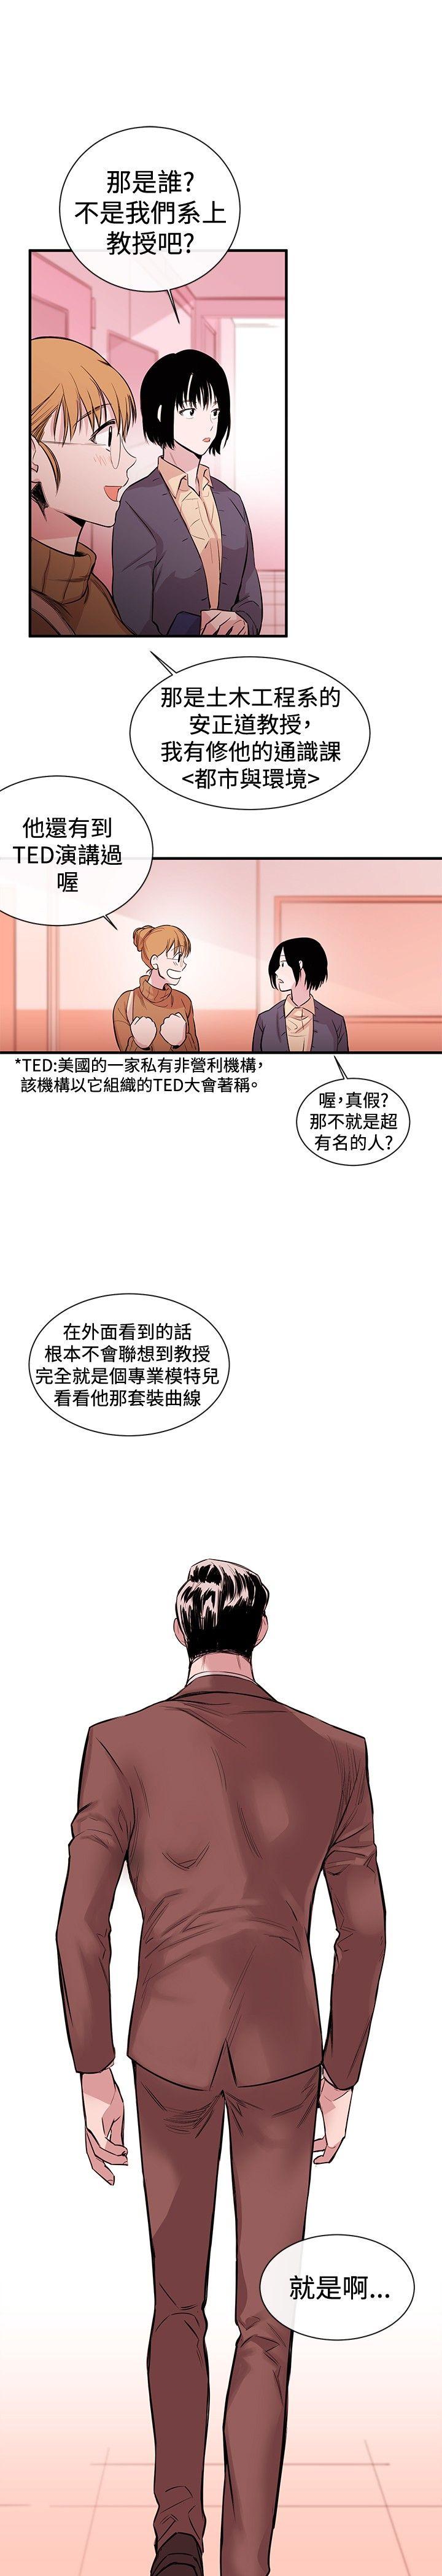 那是誰?
不是我們系上
教授吧?
那是土木工程系的
安正道教授,
我有修他的通識課
<都市與環境>
他還有到
TED演講過
喔
*TED:美國的一家私有非營利機構,
該機構以它組織的TED大會著稱。
喔,真假?
那不就是超
有名的人?
在外面看到的話
根本不會聯想到教授
完全就是個專業模特兒
看看他那套裝曲線
就是啊...